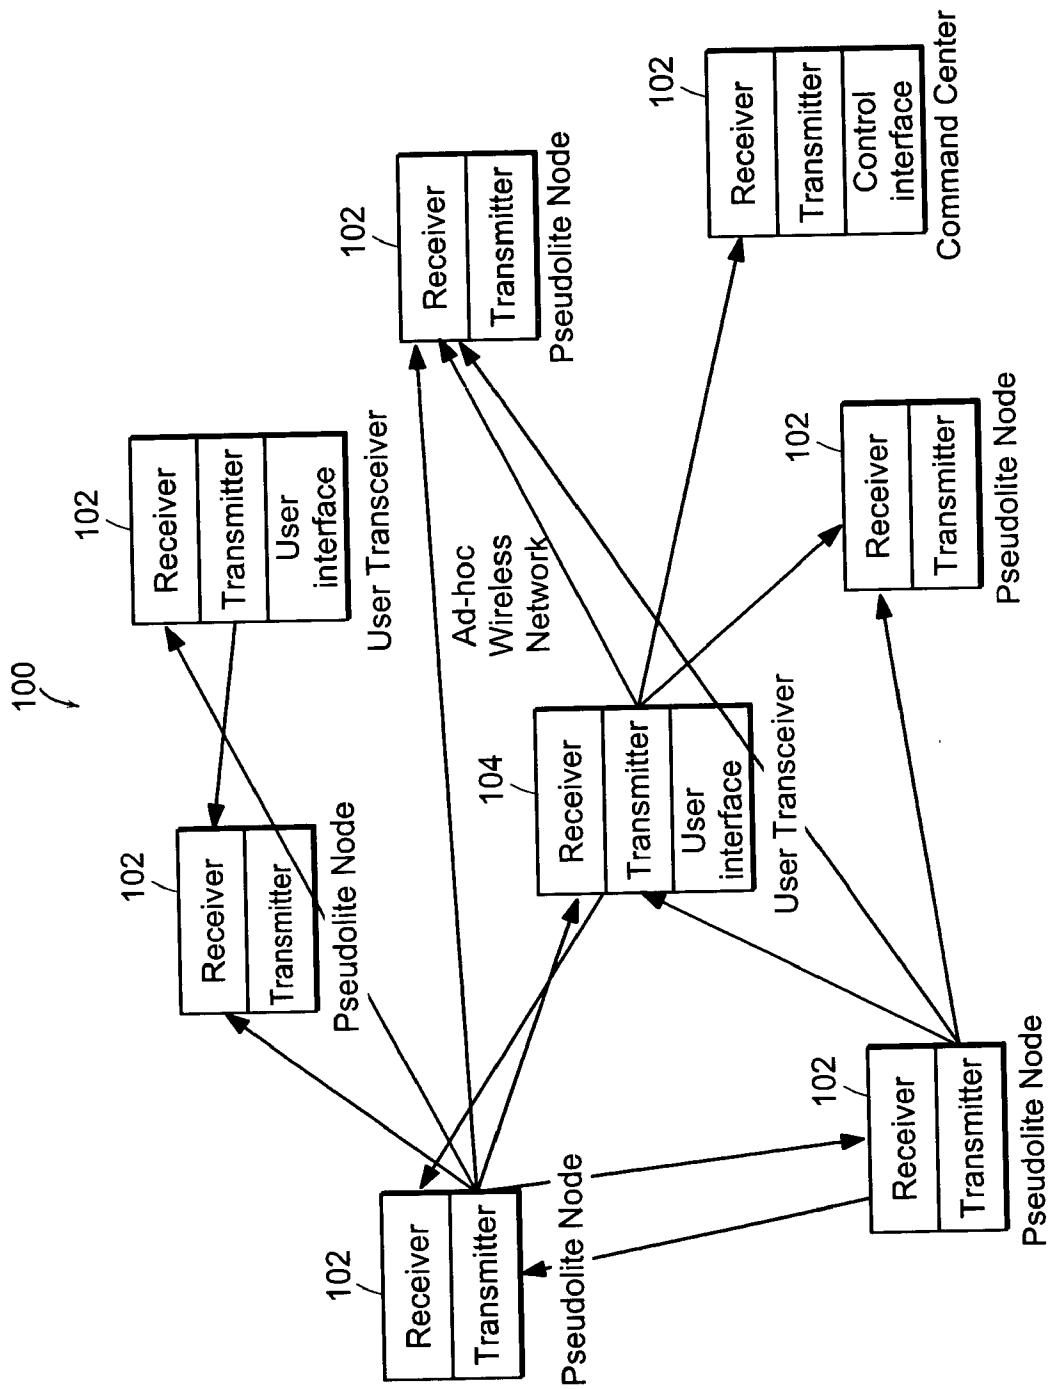 100
102
Receiver
Transmitter
User
interface
User Transceiver
102
Receiver
Transmitter
Pseudolite Node
102
Receiver
Transmitter
Pseudolite Node
102
Receiver
Transmitter
Pseudolite Node
Pseudolite Node
Ad-hoc
Wireless
Network
104
Receiver
Transmitter
User
interface
User Transceiver
102
Receiver
Transmitter
Control
interface
Command Center
102
Receiver
Transmitter
Pseudolite Node
102
Receiver
Transmitter
Pseudolite Node